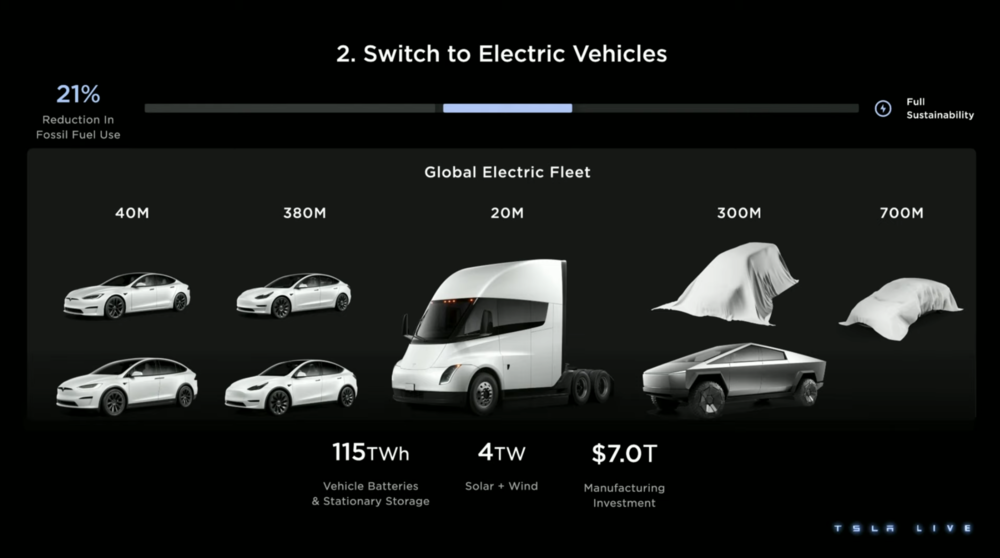 2. Switch to Electric Vehicles
21%
Reduction In
Fossil Fuel Use
Full
Sustainability
Global Electric Fleet
40M 380M 20M 300M 700M
115TWh 4TW $7.0T
Vehicle Batteries
& Stationary Storage
Solar + Wind
Manufacturing
Investment
TSLA LIVE